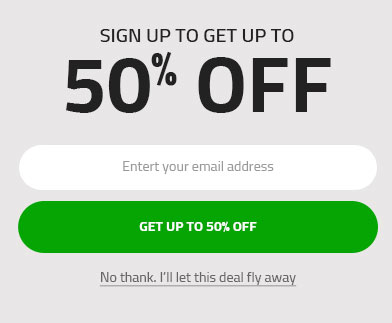 SIGN UP TO GET UP TO
50% OFF
Enter your email address
GET UP TO 50% OFF
No thank. I'll let this deal fly away